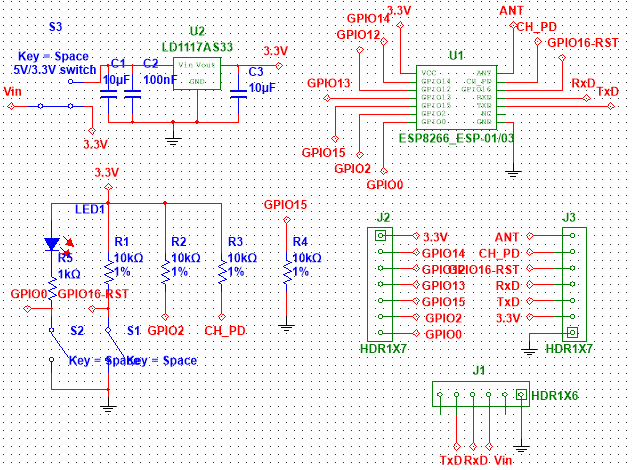 S3
Key = Space
5V/3.3V switch
Vin
3.3V
C1
10µF
C2
100nF
U2
LD1117AS33
Vin Vout
GND
3.3V
C3
10µF
3.3V
GPIO14
GPIO12
GPIO13
GPIO15
GPIO2
GPIO0
ANT
CH_PD
GPIO16-RST
RxD
TxD
U1
VCC
GPIO14
GPIO12
GPIO13
GPIO15
GPIO2
GPIO0
ANT
CH_PD
GPIO16
RXD
TXD
NC
GND
ESP8266_ESP-01/03
3.3V
LED1
R5
1kΩ
R1
10kΩ
1%
R2
10kΩ
1%
R3
10kΩ
1%
GPIO15
R4
10kΩ
1%
GPIO0
GPIO16-RST
GPIO2
CH_PD
S2
Key = Space
S1
Key = Space
J2
3.3V
GPIO14
GPIO12
GPIO13
GPIO15
GPIO2
GPIO0
HDR1X7
J3
ANT
CH_PD
GPIO16-RST
RxD
TxD
3.3V
HDR1X7
J1
HDR1X6
TxD RxD Vin